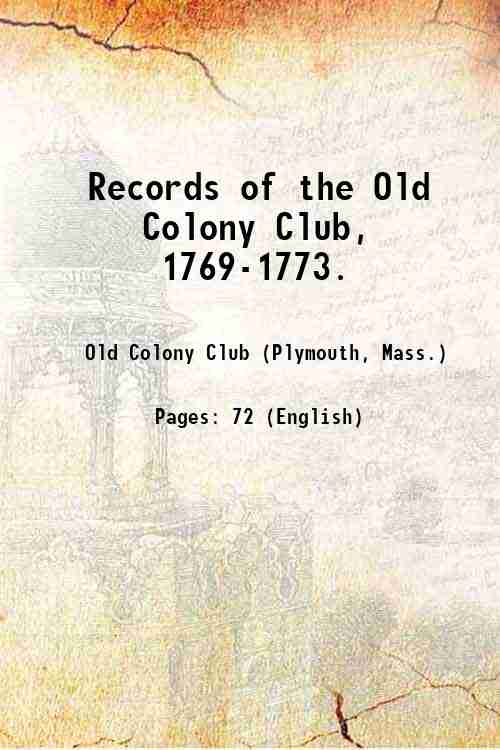 Records of the Old
Colony Club,
1769-1773.
Old Colony Club (Plymouth, Mass.)
Pages: 72 (English)